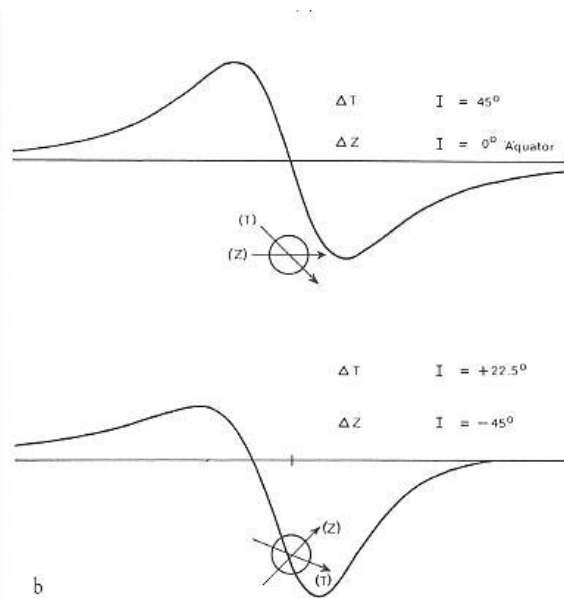 ΔT I = 45°
ΔZ I = 0° Äquator
(T)
(Z)
ΔT I = +22.5°
ΔZ I = -45°
(Z)
(T)
b